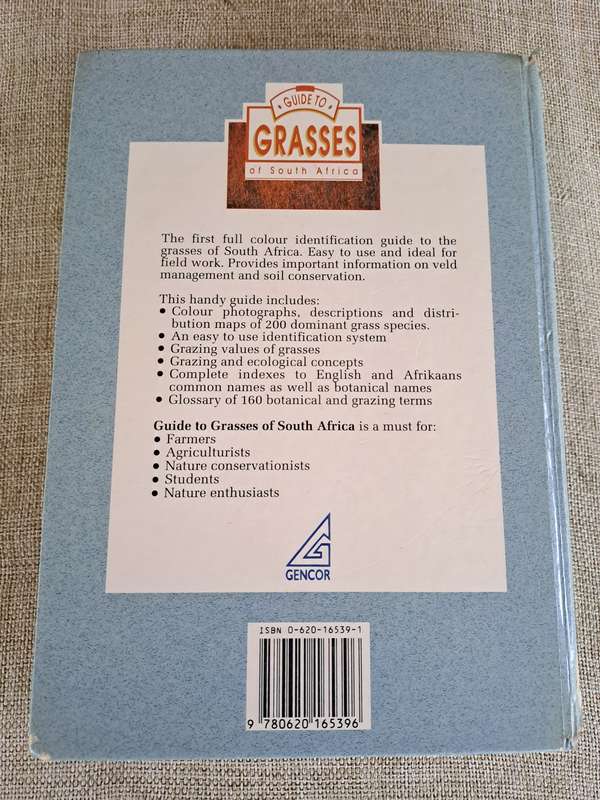 GUIDE TO
GRASSES
of South Africa
The first full colour identification guide to the
grasses of South Africa. Easy to use and ideal for
field work. Provides important information on veld
management and soil conservation.
This handy guide includes:
● Colour photographs, descriptions and distri-
bution maps of 200 dominant grass species.
● An easy to use identification system
● Grazing values of grasses
● Grazing and ecological concepts
● Complete indexes to English and Afrikaans
common names as well as botanical names
● Glossary of 160 botanical and grazing terms
Guide to Grasses of South Africa is a must for:
● Farmers
● Agriculturists
● Nature conservationists
● Students
● Nature enthusiasts
GENCOR
ISBN 0-620-16539-1
9 780620 165396